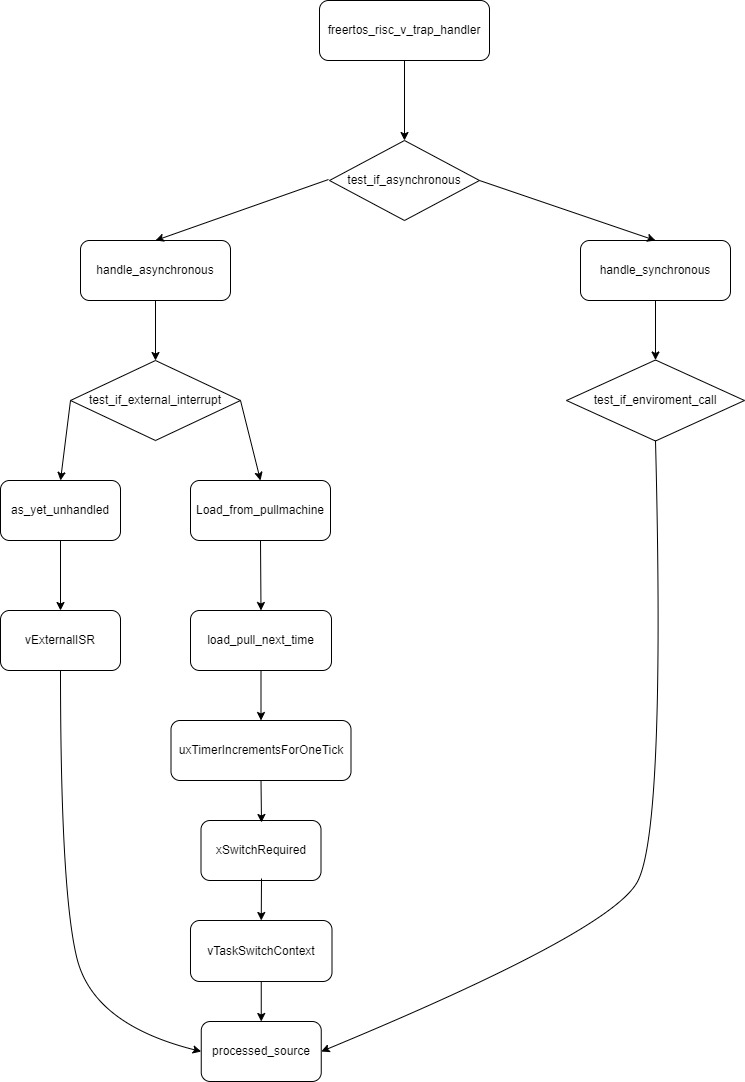 freertos_risc_v_trap_handler
test_if_asynchronous
handle_asynchronous
handle_synchronous
test_if_external_interrupt
test_if_enviroment_call
as_yet_unhandled
Load_from_pullmachine
vExternalISR
load_pull_next_time
uxTimerIncrementsForOneTick
xSwitchRequired
vTaskSwitchContext
processed_source